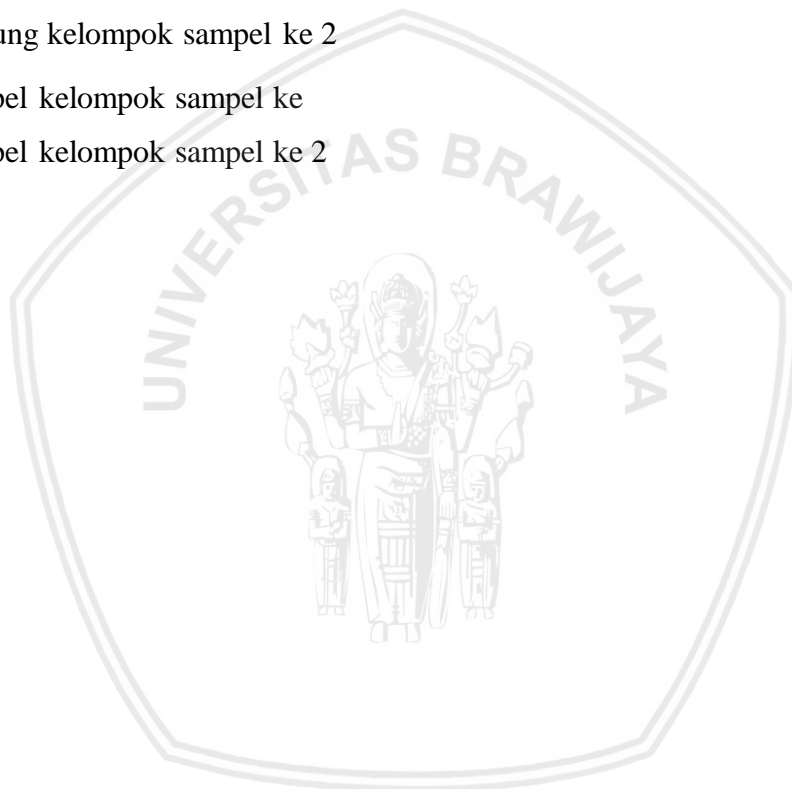 ung kelompok sampel ke 2
pel kelompok sampel ke
pel kelompok sampel ke 2
UNIVERSITAS BRAWIJAYA